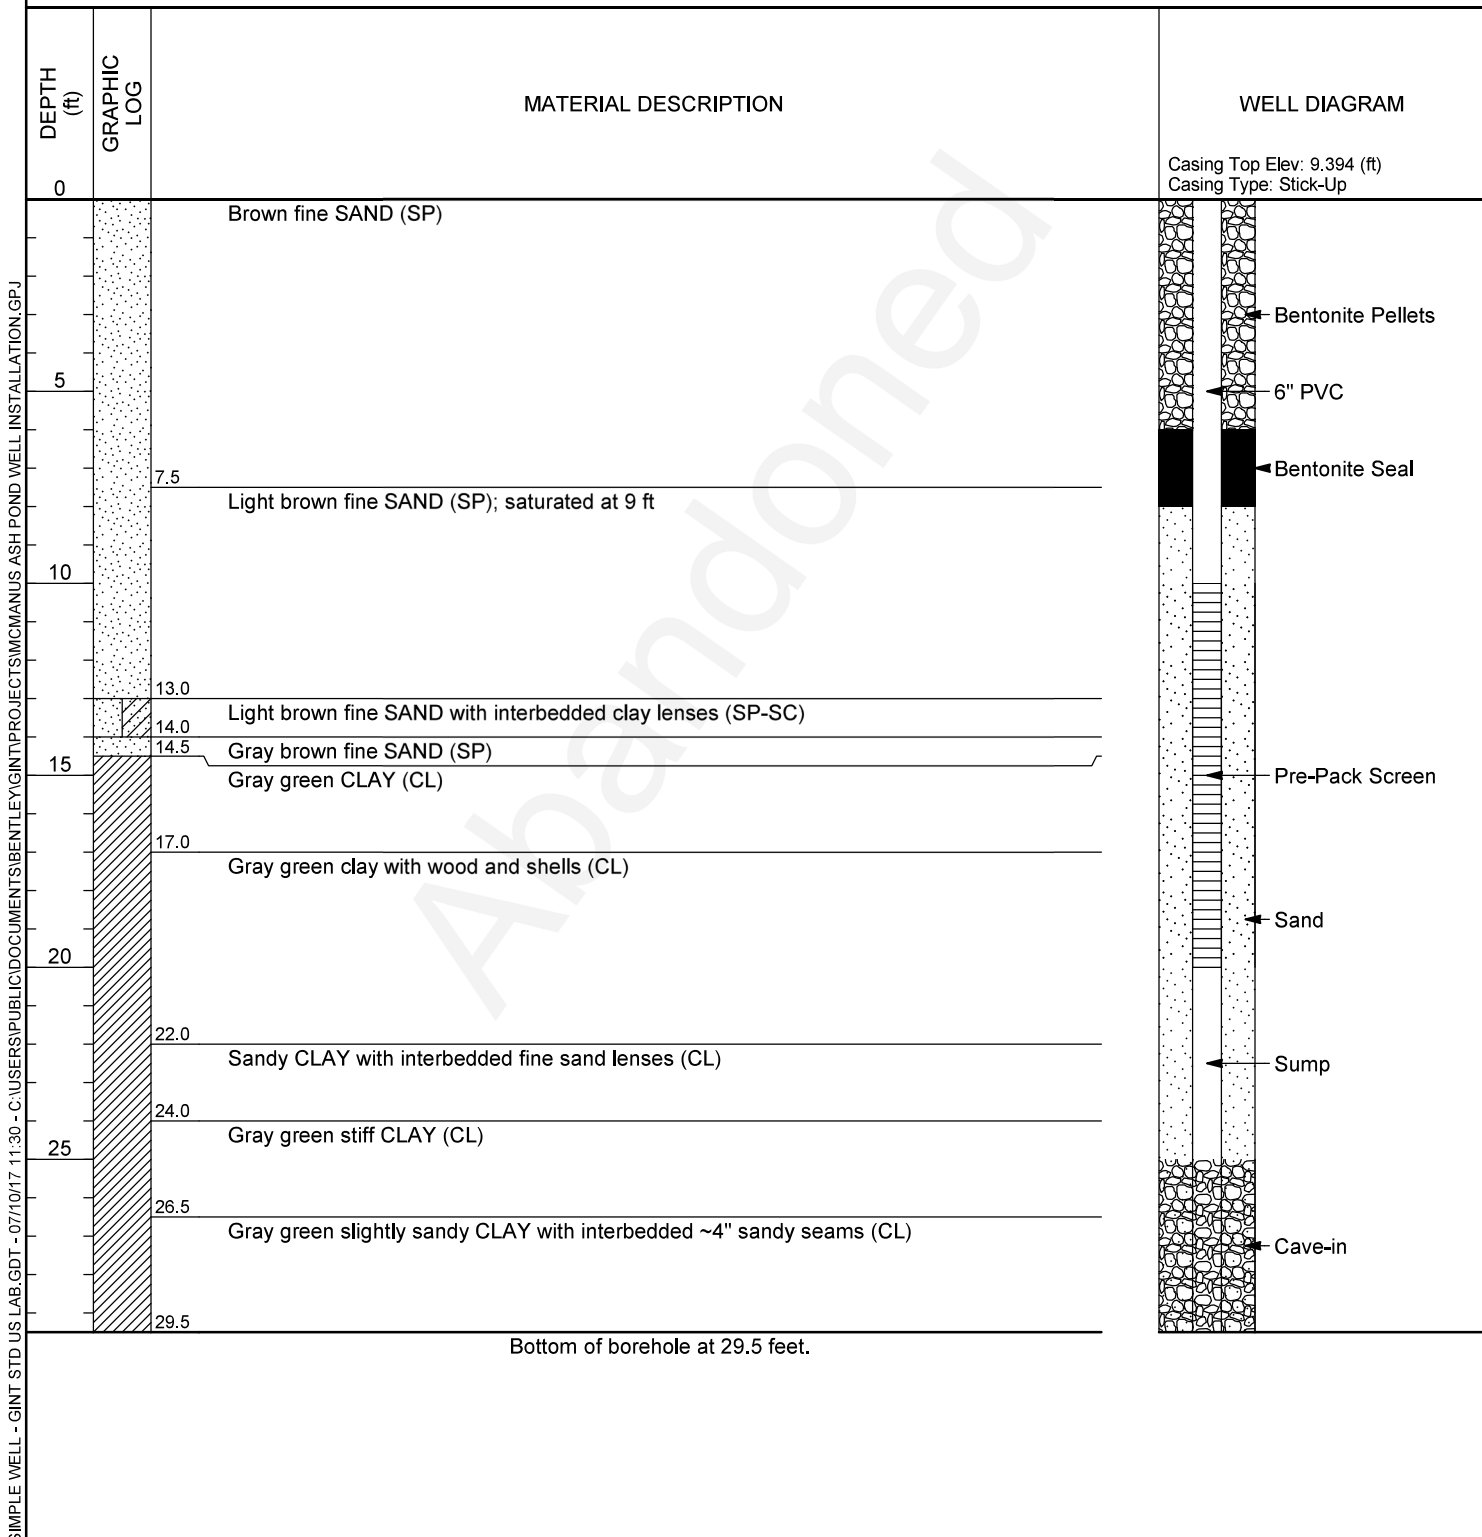 DEPTH
(ft)
GRAPHIC
LOG
MATERIAL DESCRIPTION
WELL DIAGRAM
Casing Top Elev: 9.394 (ft)
Casing Type: Stick-Up
0
Brown fine SAND (SP)
Bentonite Pellets
5
6" PVC
Bentonite Seal
7.5
Light brown fine SAND (SP); saturated at 9 ft
10
13.0
Light brown fine SAND with interbedded clay lenses (SP-SC)
14.0
Gray brown fine SAND (SP)
14.5
15
Gray green CLAY (CL)
Pre-Pack Screen
17.0
Gray green clay with wood and shells (CL)
Sand
20
22.0
Sandy CLAY with interbedded fine sand lenses (CL)
Sump
24.0
Gray green stiff CLAY (CL)
25
26.5
Gray green slightly sandy CLAY with interbedded ~4" sandy seams (CL)
Cave-in
29.5
Bottom of borehole at 29.5 feet.
Abandoned
SIMPLE WELL - GINT STD US LAB.GDT - 07/10/17 11:30 - C:\USERS\PUBLIC\DOCUMENTS\BENTLEY\GINT\PROJECTS\MCMANUS ASH POND WELL INSTALLATION.GPJ